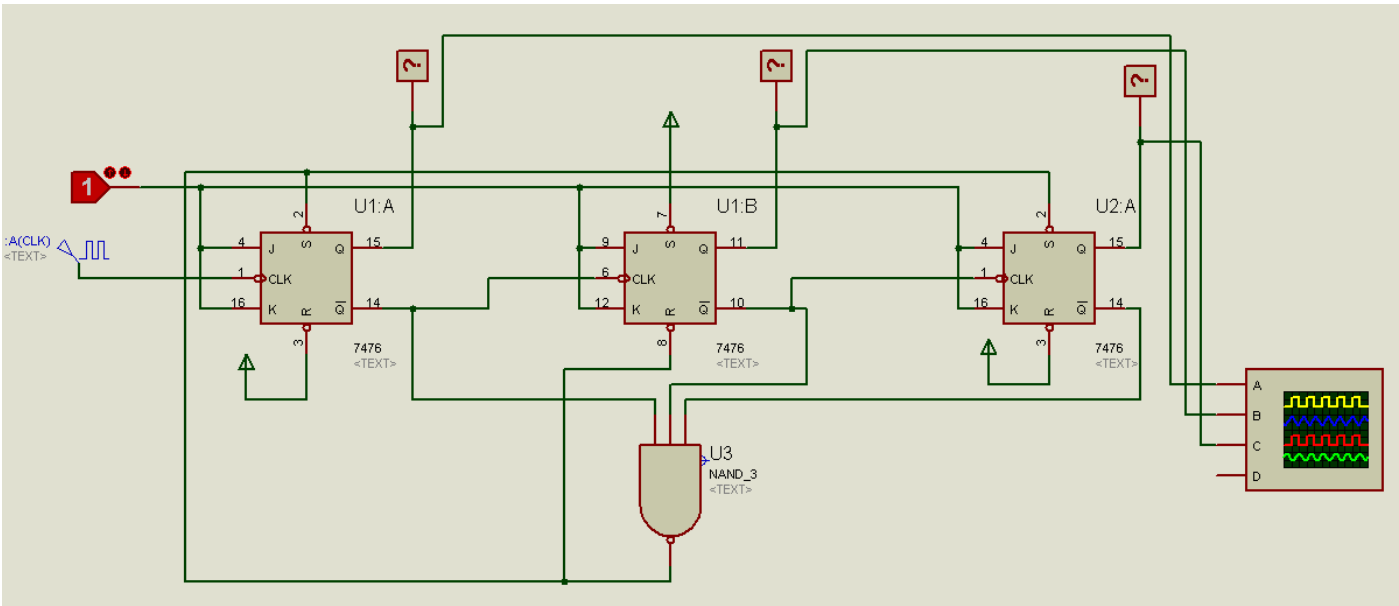 ?
?
?
1
:A(CLK)
<TEXT>
U1:A
2
S
4
J
Q
15
1
CLK
16
K
R
Q
14
3
7476
<TEXT>
U1:B
7
S
9
J
Q
11
6
CLK
12
K
R
Q
10
8
7476
<TEXT>
U2:A
2
S
4
J
Q
15
1
CLK
16
K
R
Q
14
3
7476
<TEXT>
U3
NAND_3
<TEXT>
A
B
C
D